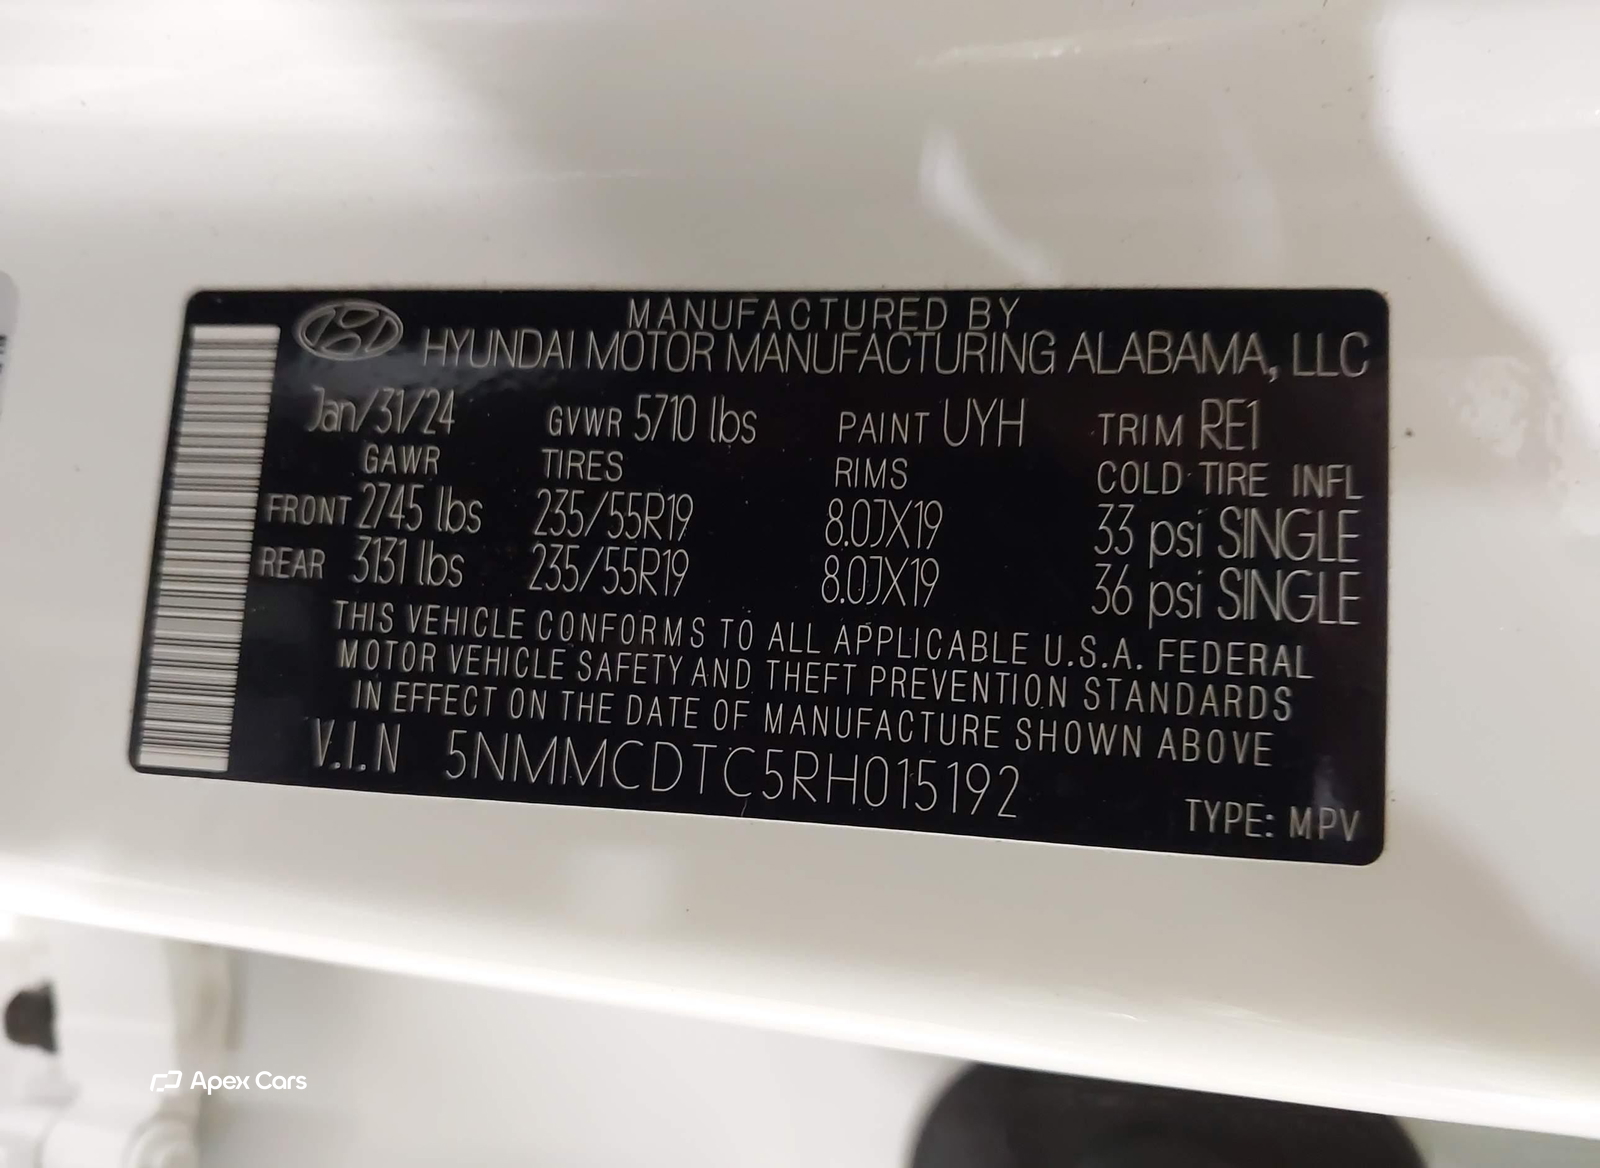 MANUFACTURED BY
HYUNDAI MOTOR MANUFACTURING ALABAMA, LLC
Jan/31/24 GVWR 5710 lbs PAINT UYH TRIM RE1
GAWR TIRES RIMS COLD TIRE INFL
FRONT 2745 lbs 235/55R19 8.0JX19 33 psi SINGLE
REAR 3131 lbs 235/55R19 8.0JX19 36 psi SINGLE
THIS VEHICLE CONFORMS TO ALL APPLICABLE U.S.A. FEDERAL
MOTOR VEHICLE SAFETY AND THEFT PREVENTION STANDARDS
IN EFFECT ON THE DATE OF MANUFACTURE SHOWN ABOVE
V.I.N 5NMMCDTC5RH015192
TYPE: MPV
Apex Cars